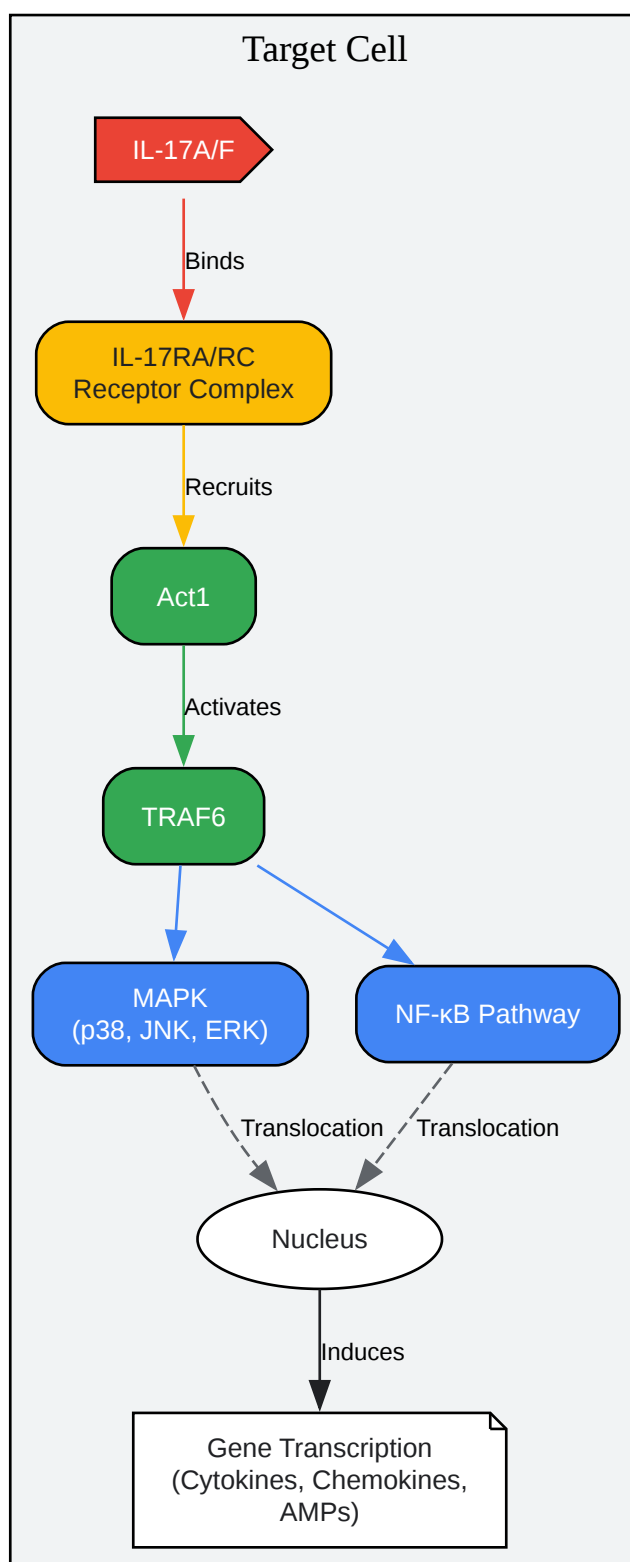 Target Cell
IL-17A/F
Binds
IL-17RA/RC
Receptor Complex
Recruits
Act1
Activates
TRAF6
MAPK
(p38, JNK, ERK)
NF-κB Pathway
Translocation
Translocation
Nucleus
Induces
Gene Transcription
(Cytokines, Chemokines,
AMPs)